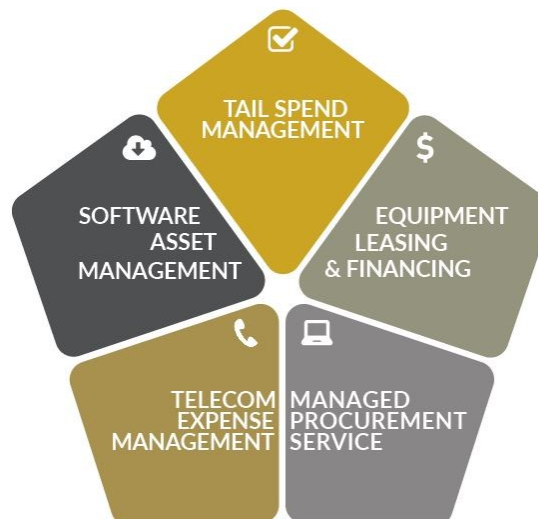 TAIL SPEND
MANAGEMENT
$
SOFTWARE
ASSET
MANAGEMENT
EQUIPMENT
LEASING
& FINANCING
TELECOM
EXPENSE
MANAGEMENT
MANAGED
PROCUREMENT
SERVICE